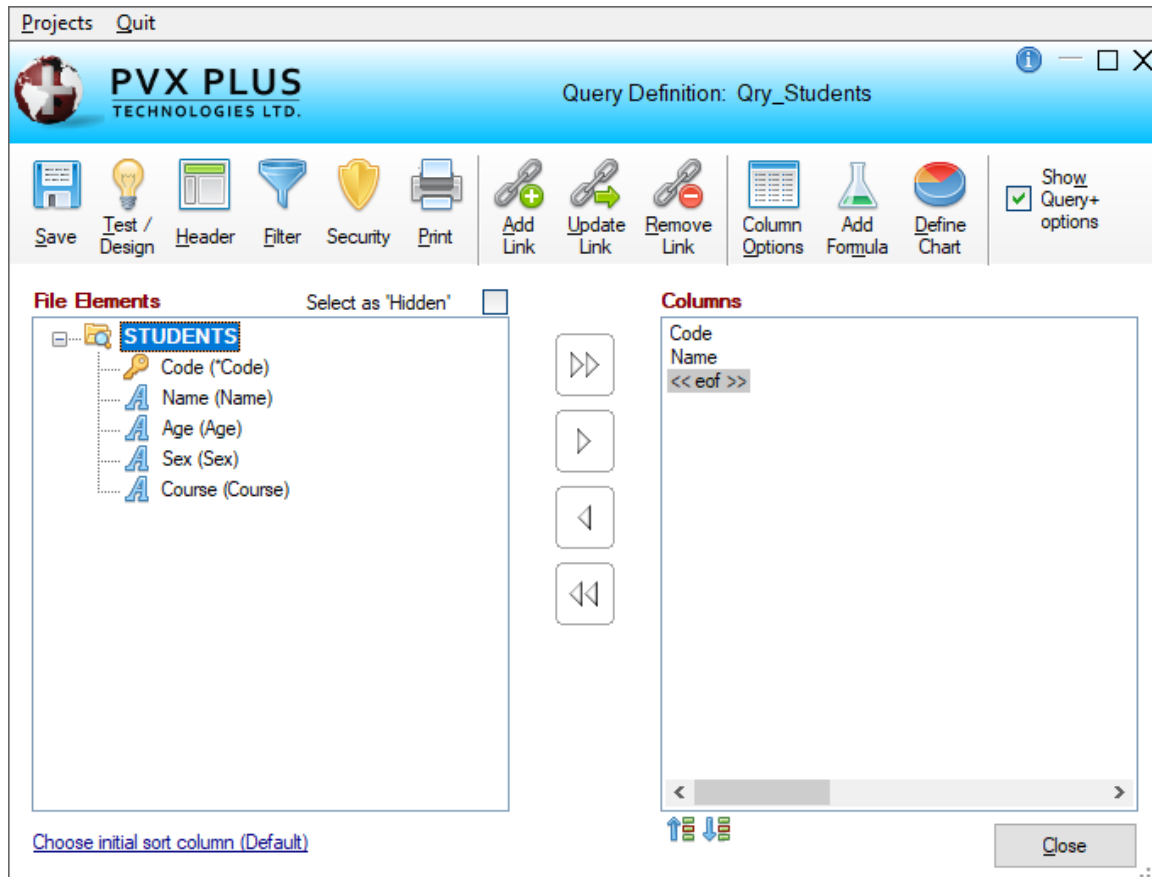 Projects Quit
PVX PLUS
TECHNOLOGIES LTD.
Query Definition: Qry_Students
Save
Test / Design
Header
Filter
Security
Print
Add Link
Update Link
Remove Link
Column Options
Add Formula
Define Chart
Show Query+ options
File Elements
Select as 'Hidden'
STUDENTS
Code (*Code)
Name (Name)
Age (Age)
Sex (Sex)
Course (Course)
Columns
Code
Name
<< eof >>
Choose initial sort column (Default)
Close